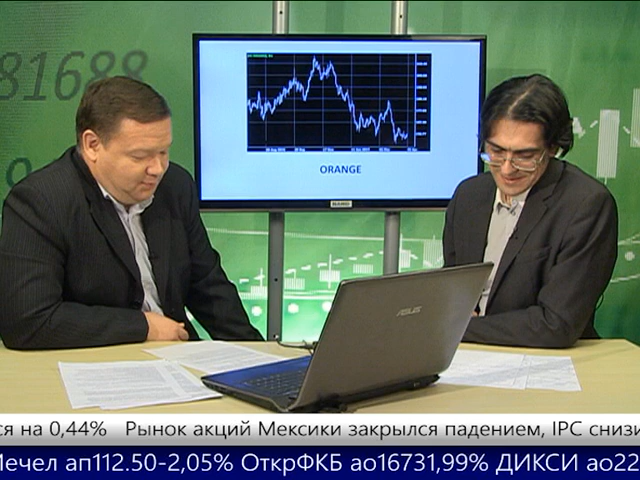 81688
ORANGE
ASUS
ся на 0,44% Рынок акций Мексики закрылся падением, IPC снизи
Мечел ап112.50-2,05% ОткрФКБ ао16731,99% ДИКСИ ао22